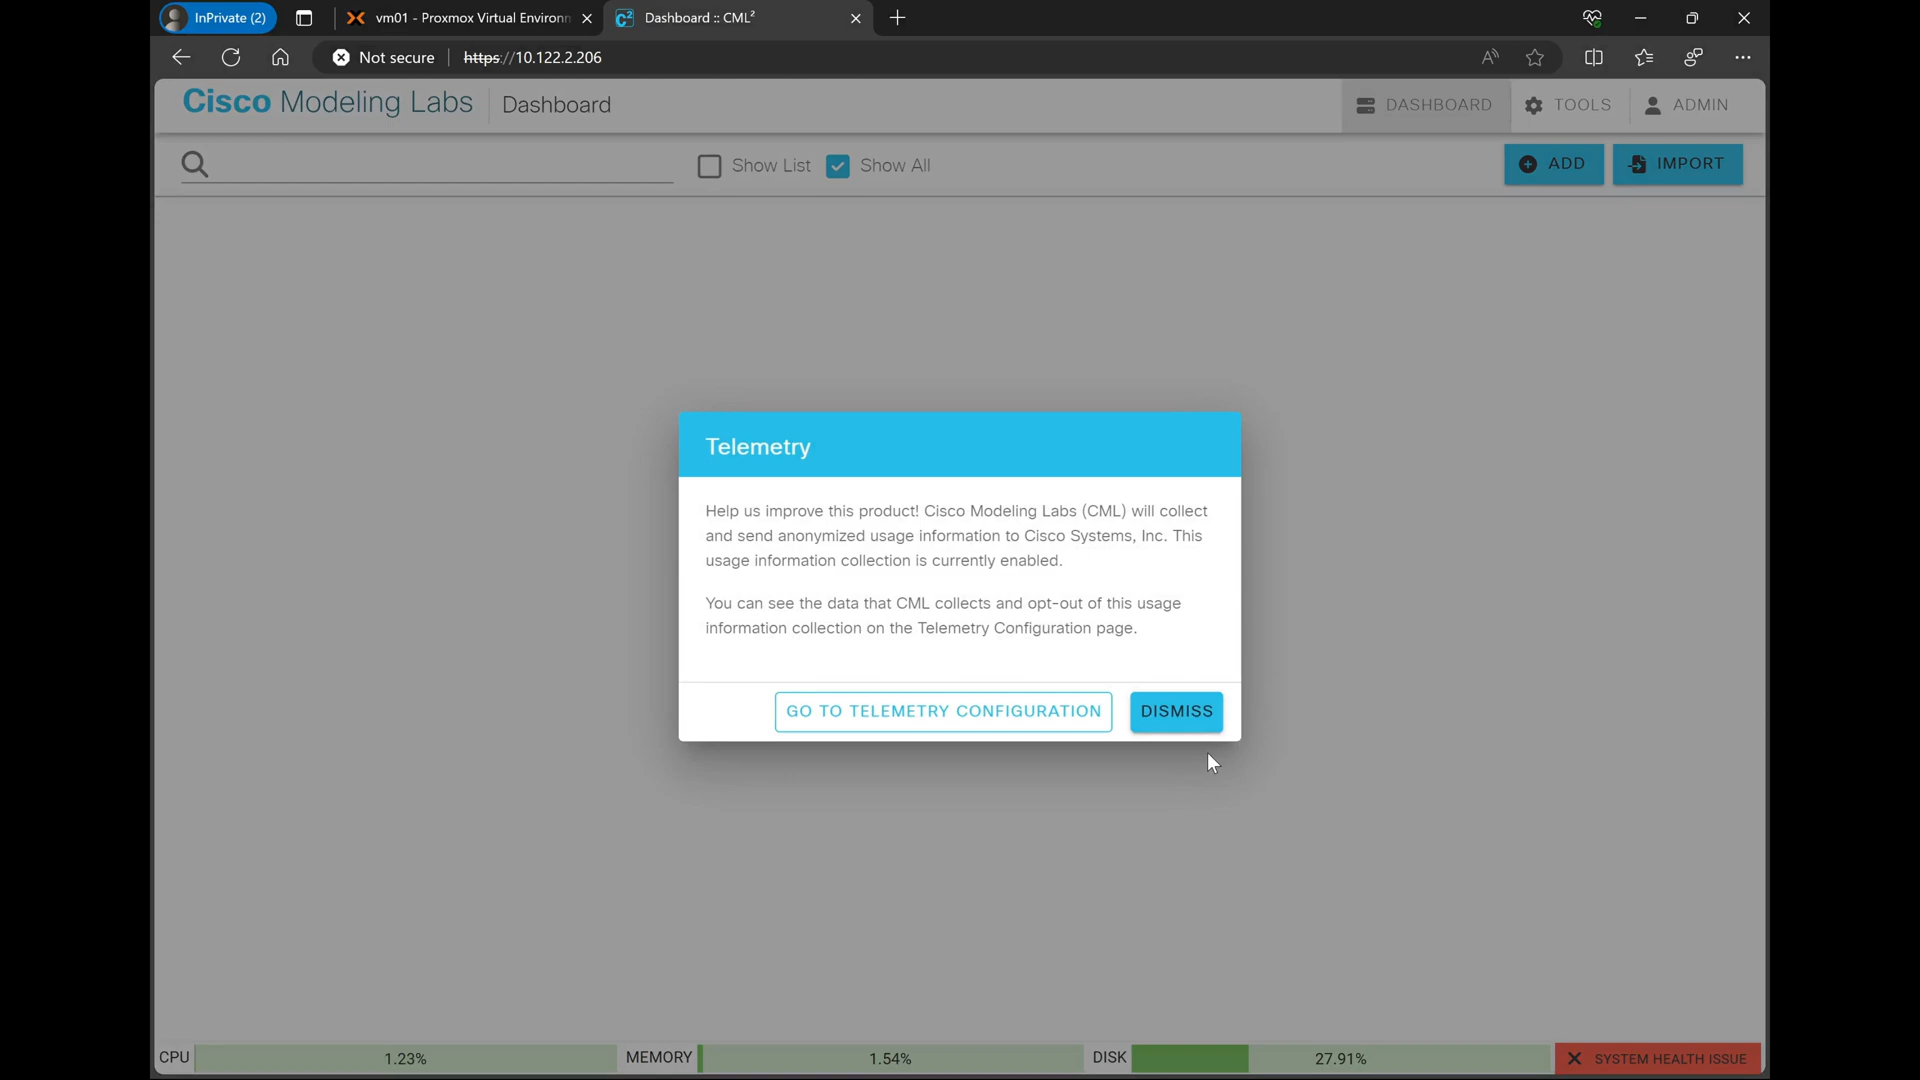 InPrivate (2)
vm01 - Proxmox Virtual Environm
Dashboard :: CML²
Not secure
https://10.122.2.206
Cisco Modeling Labs
Dashboard
DASHBOARD
TOOLS
ADMIN
Show List
Show All
ADD
IMPORT
Telemetry
Help us improve this product! Cisco Modeling Labs (CML) will collect
and send anonymized usage information to Cisco Systems, Inc. This
usage information collection is currently enabled.
You can see the data that CML collects and opt-out of this usage
information collection on the Telemetry Configuration page.
GO TO TELEMETRY CONFIGURATION
DISMISS
CPU
1.23%
MEMORY
1.54%
DISK
27.91%
SYSTEM HEALTH ISSUE